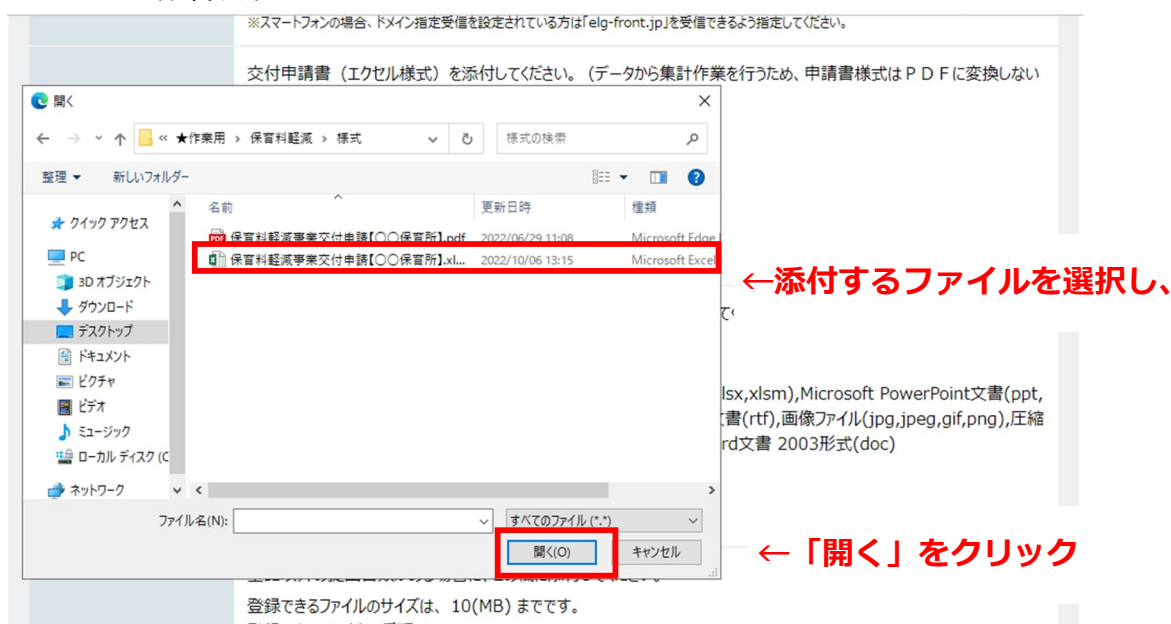 ※スマートフォンの場合、ドメイン指定受信を設定されている方は「elg-front.jp」を受信できるよう指定してください。
交付申請書（エクセル様式）を添付してください。（データから集計作業を行うため、申請書様式はＰＤＦに変換しない
開く
« ★作業用 › 保育料軽減 › 様式
様式の検索
整理 新しいフォルダー
名前 更新日時 種類
クイック アクセス
保育料軽減事業交付申請【○○保育所】.pdf 2022/06/29 11:08 Microsoft Edge
PC
保育料軽減事業交付申請【○○保育所】.xl... 2022/10/06 13:15 Microsoft Excel
←添付するファイルを選択し、
3D オブジェクト
ダウンロード
デスクトップ
ドキュメント
ピクチャ
ビデオ
lsx,xlsm),Microsoft PowerPoint文書(ppt,
書(rtf),画像ファイル(jpg,jpeg,gif,png),圧縮
ミュージック
rd文書 2003形式(doc)
ローカル ディスク (C
ネットワーク
ファイル名(N):
すべてのファイル (*.*)
開く(O) キャンセル
←「開く」をクリック
登録できるファイルのサイズは、10(MB) までです。